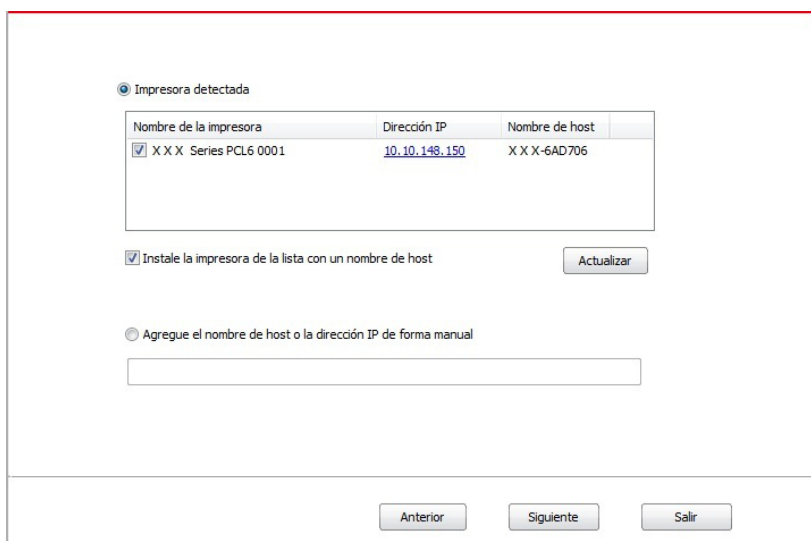 Impresora detectada
Nombre de la impresora Dirección IP Nombre de host
X X X Series PCL6 0001 10.10.148.150 X X X-6AD706
Instale la impresora de la lista con un nombre de host Actualizar
Agregue el nombre de host o la dirección IP de forma manual
Anterior Siguiente Salir